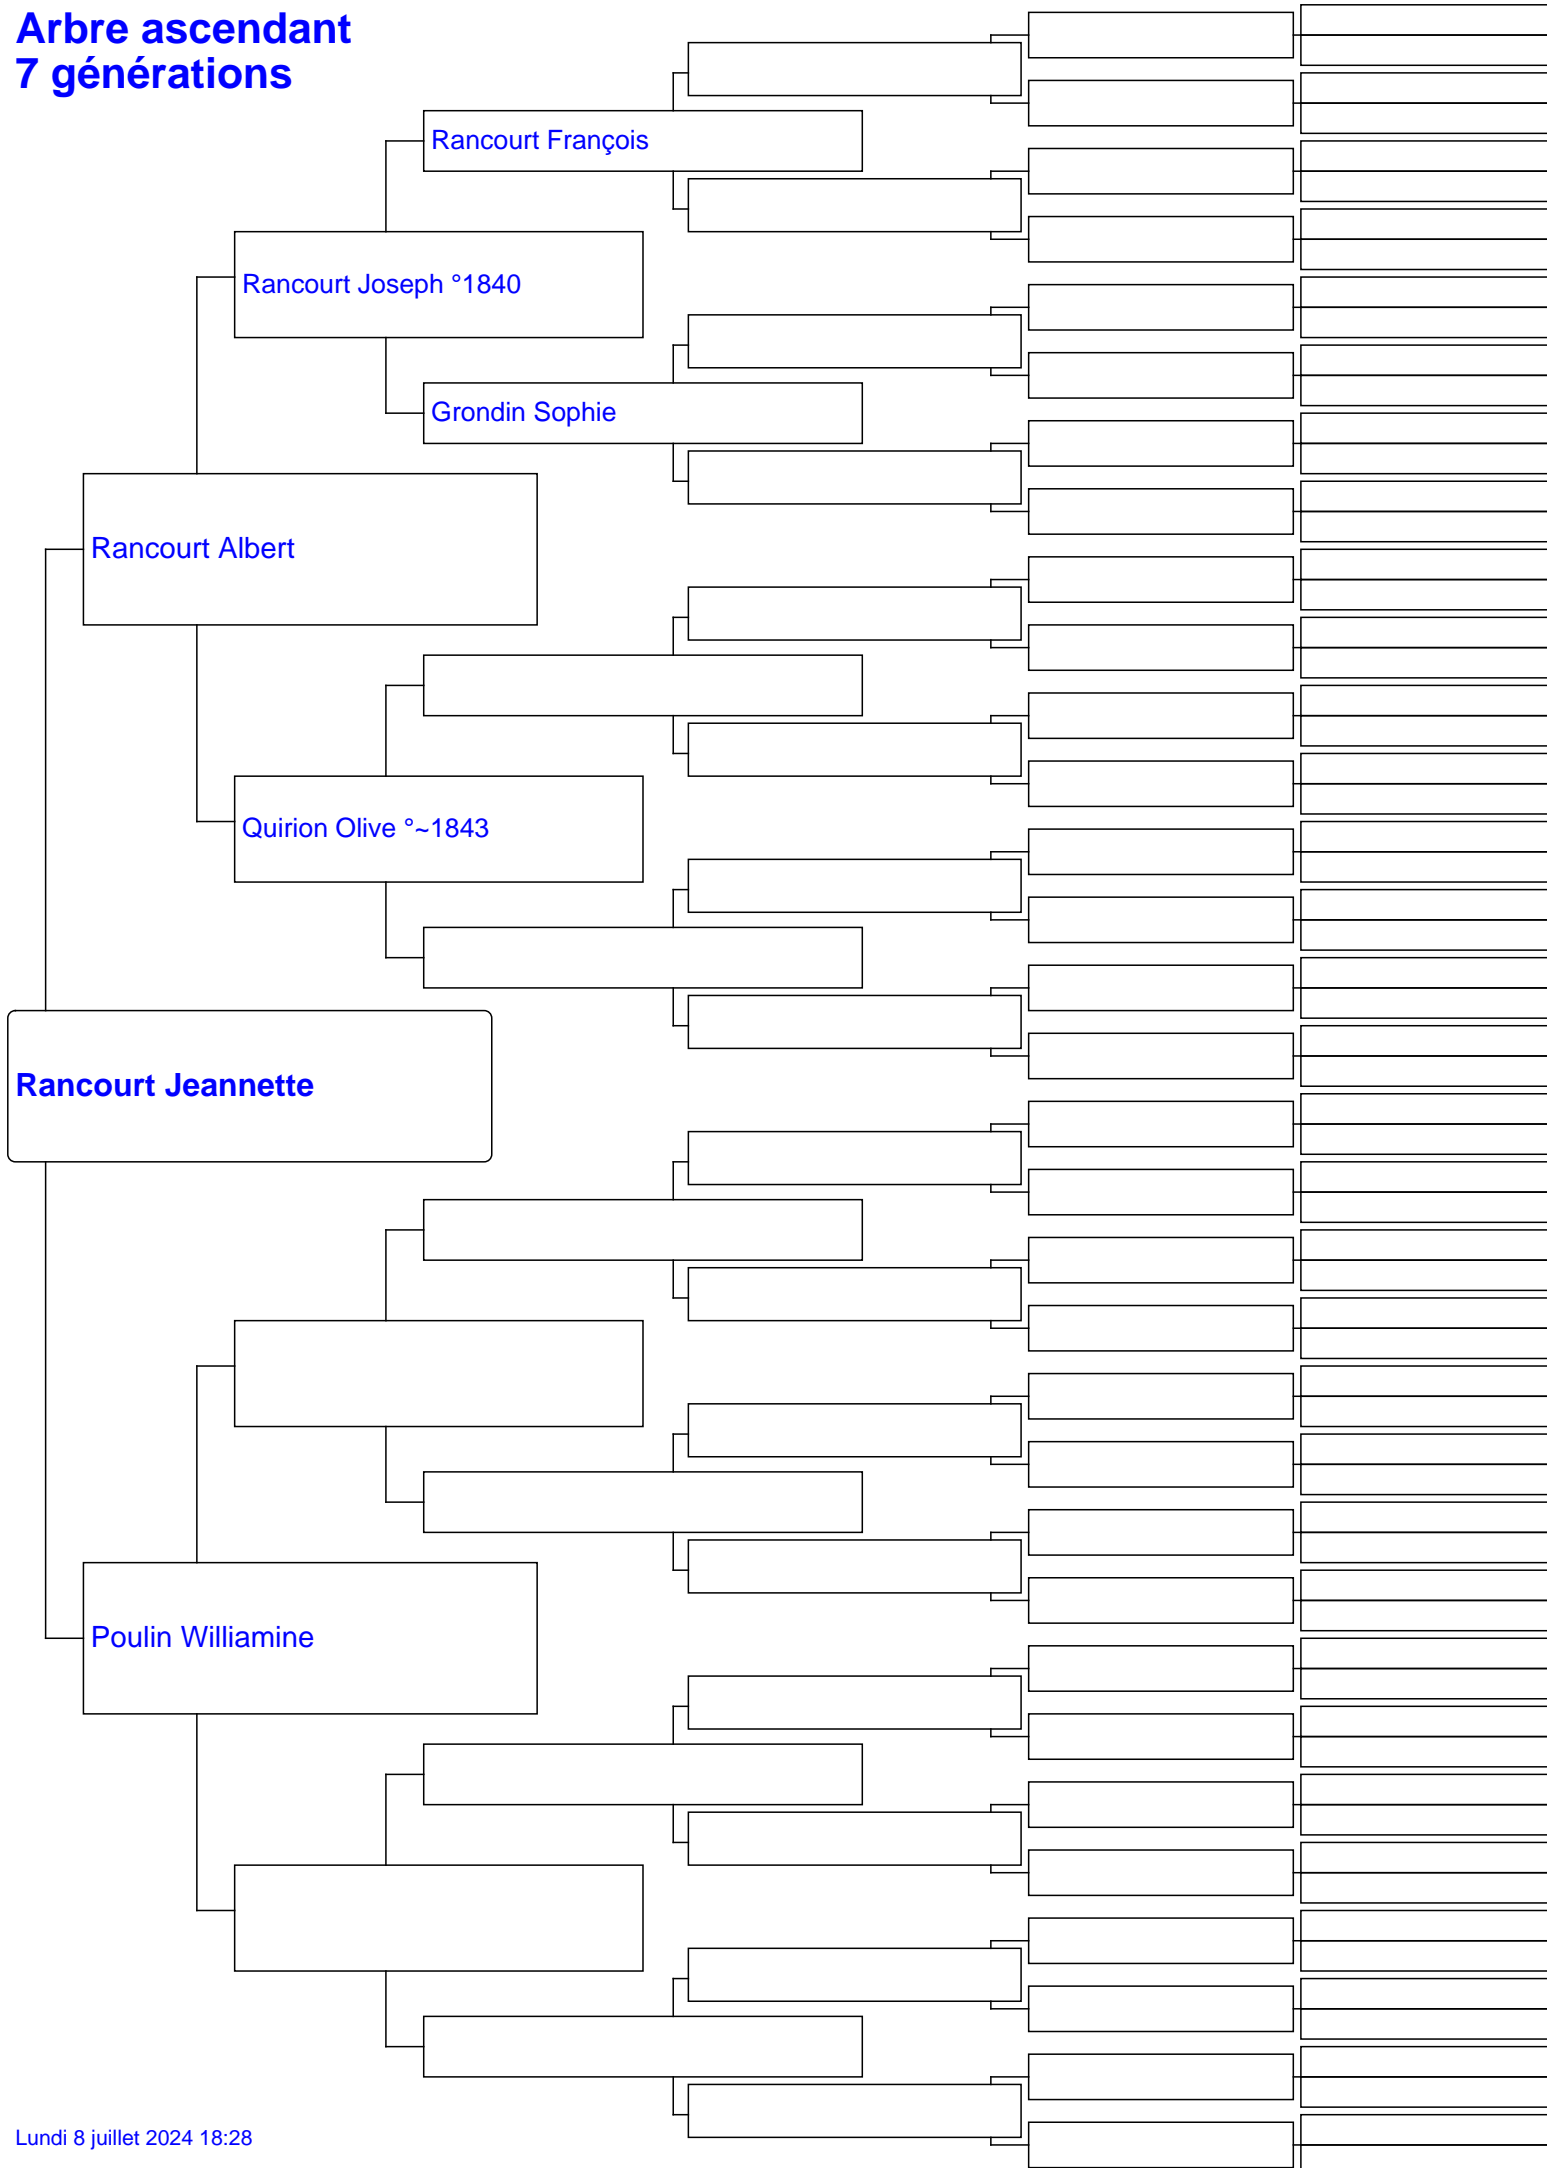 Arbre ascendant
7 générations
Rancourt François
Rancourt Joseph °1840
Grondin Sophie
Rancourt Albert
Quirion Olive °~1843
Rancourt Jeannette
Poulin Williamine
Lundi 8 juillet 2024 18:28